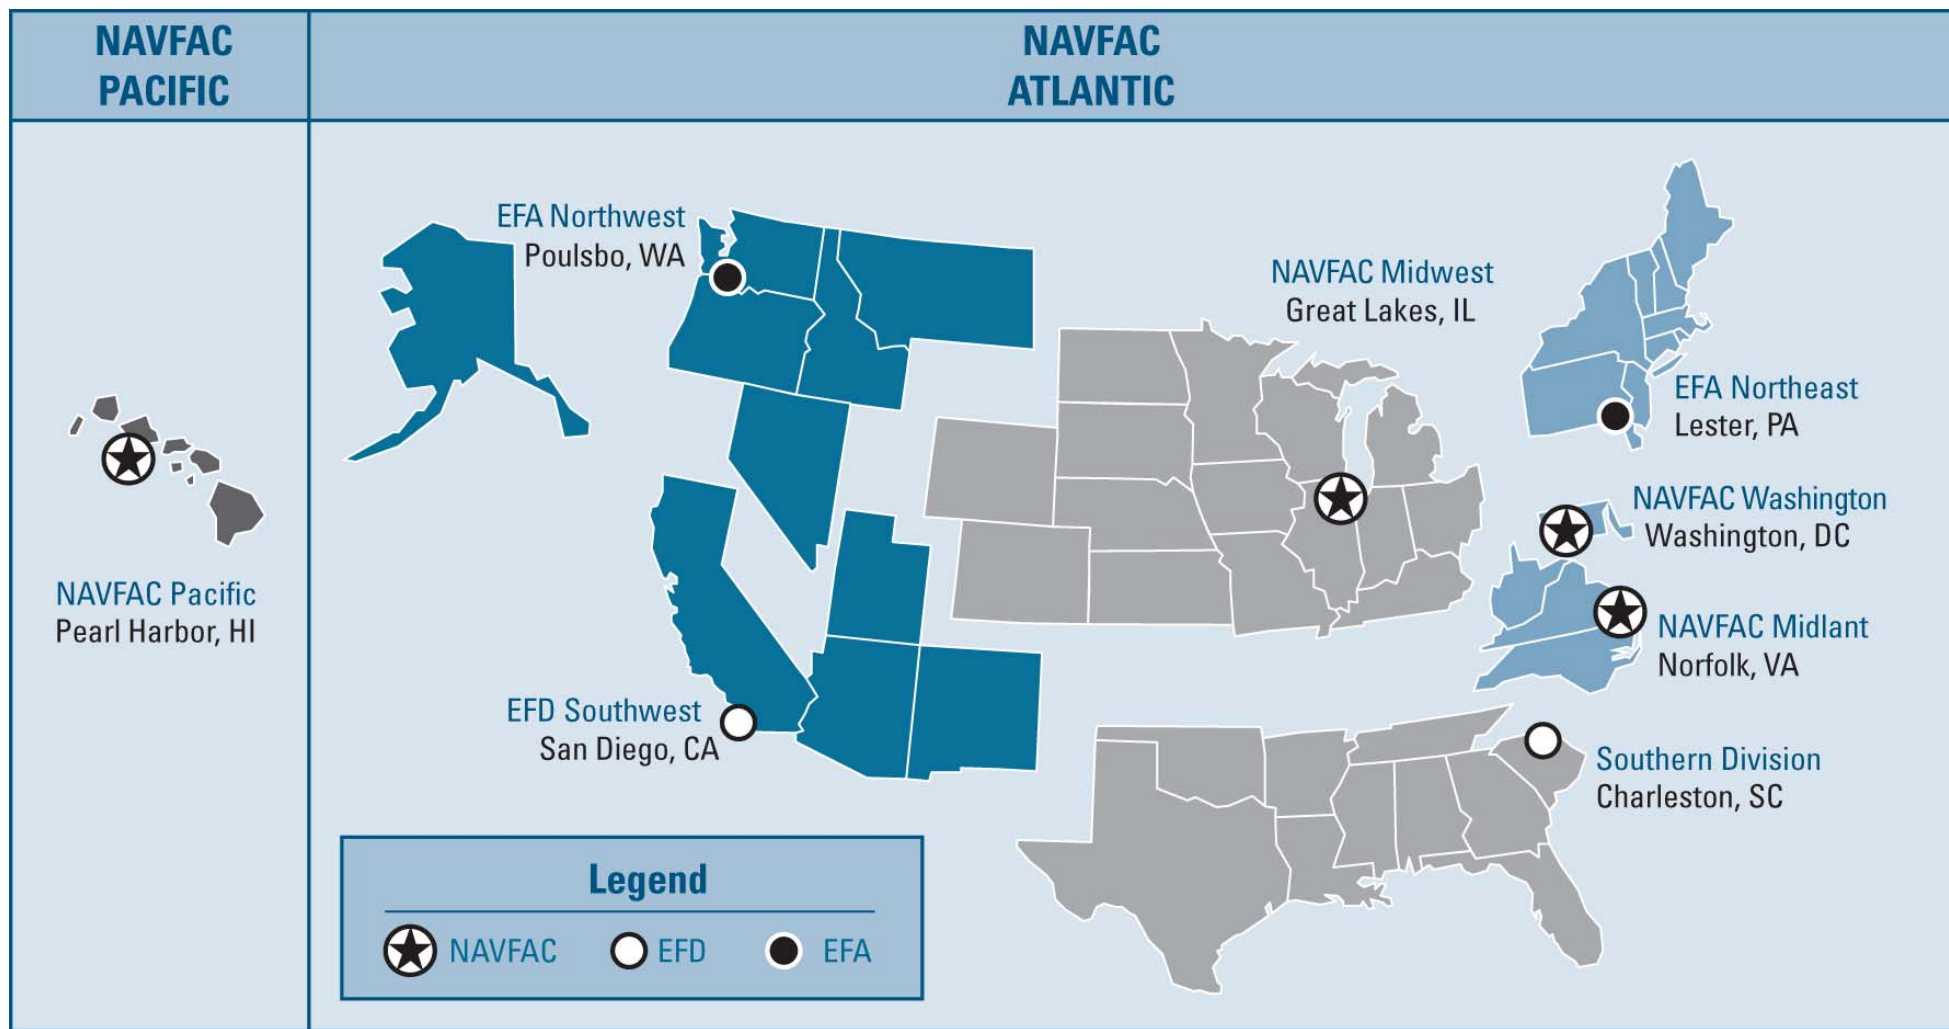 NAVFAC
PACIFIC
NAVFAC
ATLANTIC
EFA Northwest
Poulsbo, WA
NAVFAC Midwest
Great Lakes, IL
EFA Northeast
Lester, PA
NAVFAC Washington
Washington, DC
NAVFAC Pacific
Pearl Harbor, HI
NAVFAC Midlant
Norfolk, VA
EFD Southwest
San Diego, CA
Southern Division
Charleston, SC
Legend
NAVFAC EFD EFA